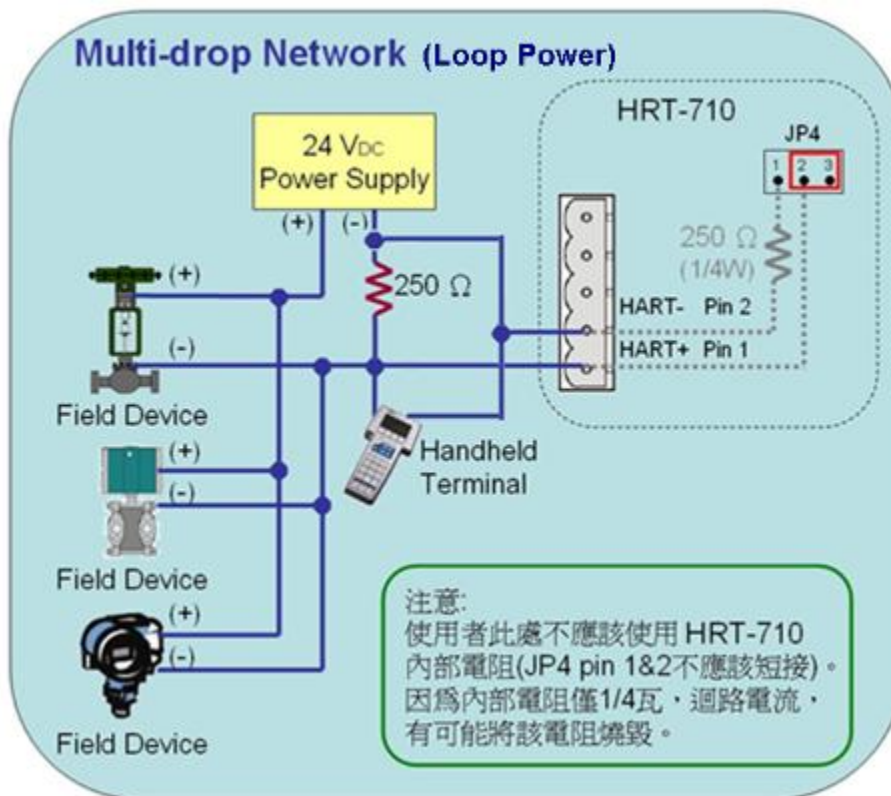 Multi-drop Network (Loop Power)
HRT-710
JP4
1 2 3
24 VDC
Power Supply
(+) (-)
250 Ω
250 Ω
(1/4W)
HART- Pin 2
HART+ Pin 1
(+)
(-)
Field Device
Handheld
Terminal
(+)
(-)
Field Device
(+)
(-)
Field Device
注意:
使用者此處不應該使用 HRT-710
內部電阻(JP4 pin 1&2不應該短接)。
因爲內部電阻僅1/4瓦，迴路電流，
有可能將該電阻燒毀。